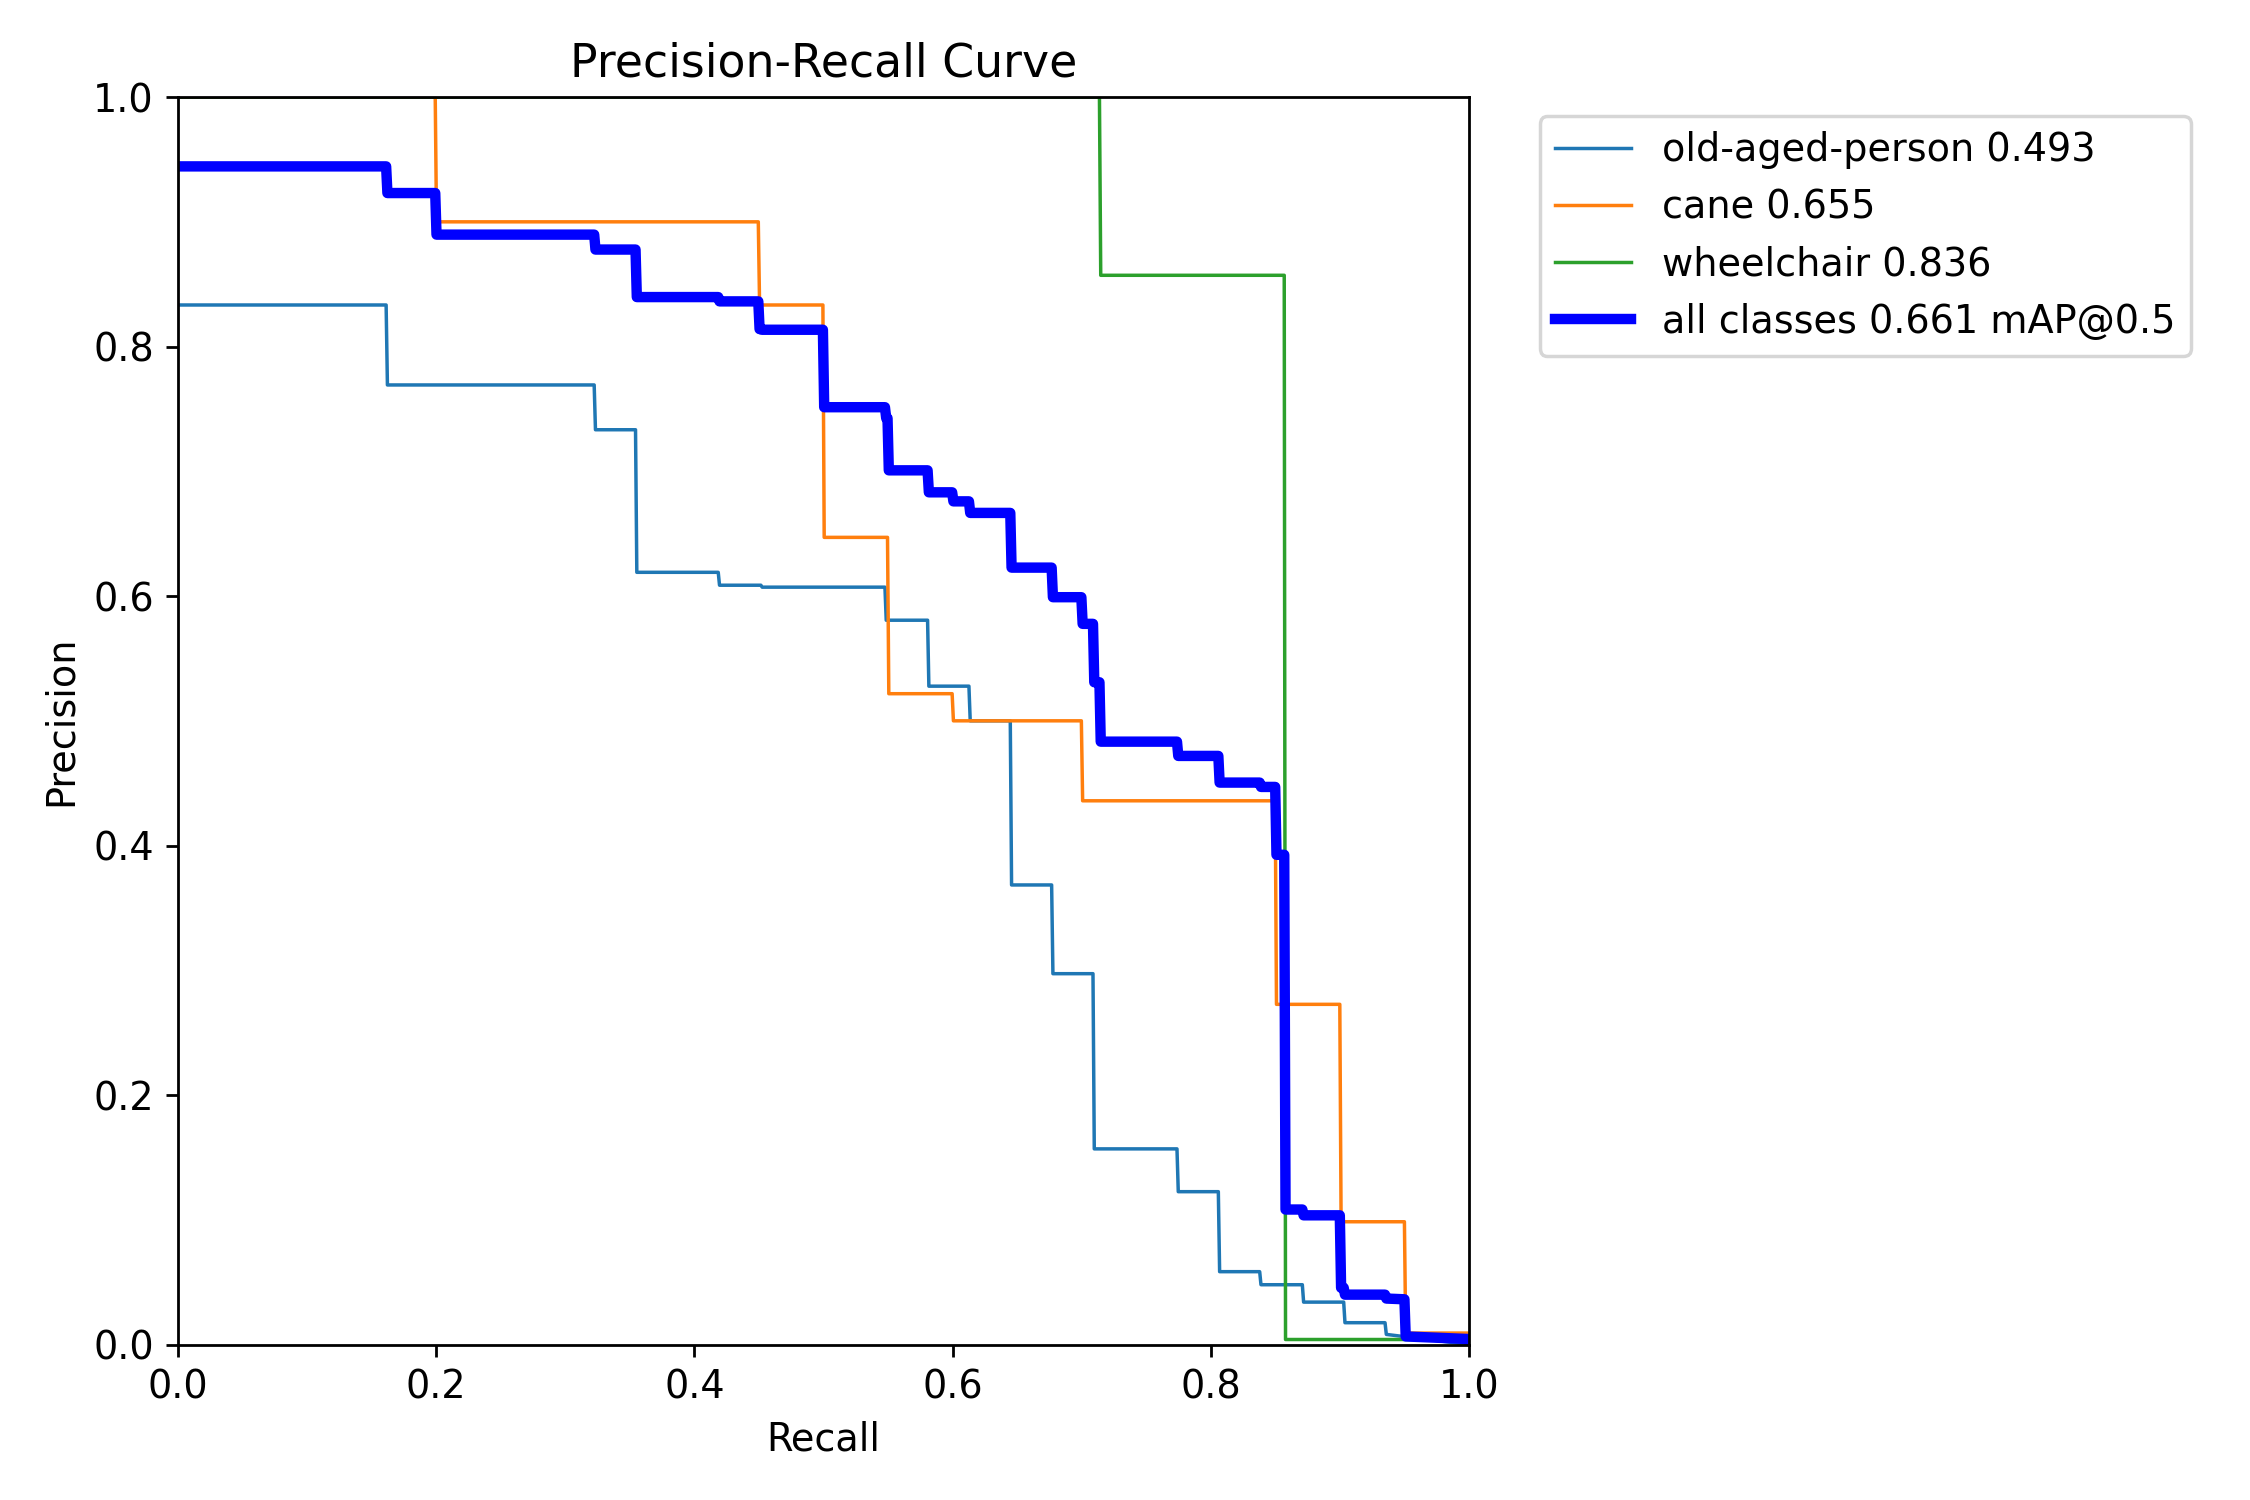 Precision-Recall Curve
1.0
0.8
0.6
0.4
0.2
0.0
Precision
0.0 0.2 0.4 0.6 0.8 1.0
Recall
old-aged-person 0.493
cane 0.655
wheelchair 0.836
all classes 0.661 mAP@0.5